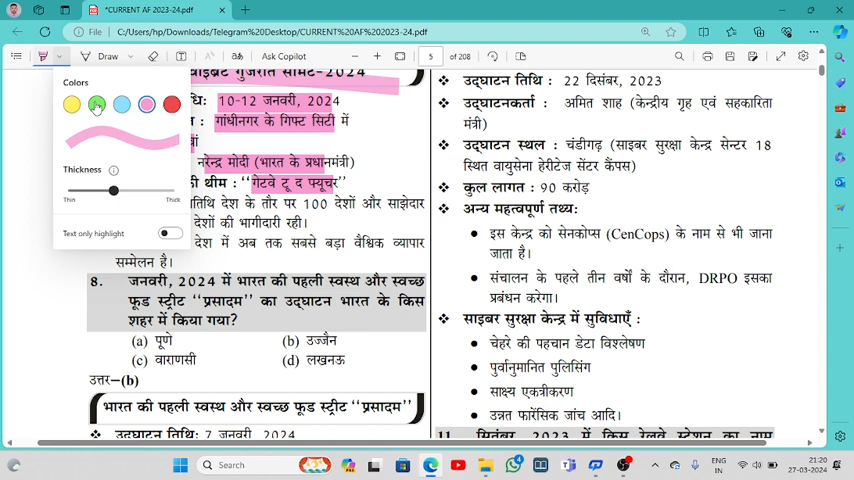 *CURRENT AF 2023-24.pdf
File
C:/Users/hp/Downloads/Telegram%20Desktop/CURRENT%20AF%202023-24.pdf
Draw
Ask Copilot
5 of 208
Colors
Thickness
Thin Thick
Text only highlight
वाइब्रेंट गुजरात समिट-2024
10-12 जनवरी, 2024
गांधीनगर के गिफ्ट सिटी में
नरेन्द्र मोदी (भारत के प्रधानमंत्री)
की थीम : ''गेटवे टू द फ्यूचर''
तिथि देश के तौर पर 100 देशों और साझेदार
देशों की भागीदारी रही।
देश में अब तक सबसे बड़ा वैश्विक व्यापार
सम्मेलन है।
8. जनवरी, 2024 में भारत की पहली स्वस्थ और स्वच्छ
फूड स्ट्रीट ''प्रसादम'' का उद्घाटन भारत के किस
शहर में किया गया?
(a) पूणे (b) उज्जैन
(c) वाराणसी (d) लखनऊ
उत्तर–(b)
भारत की पहली स्वस्थ और स्वच्छ फूड स्ट्रीट ''प्रसादम''
❖ उद्घाटन तिथि: 7 जनवरी, 2024
❖ उद्घाटन तिथि : 22 दिसंबर, 2023
❖ उद्घाटनकर्ता : अमित शाह (केन्द्रीय गृह एवं सहकारिता
मंत्री)
❖ उद्घाटन स्थल : चंडीगढ़ (साइबर सुरक्षा केन्द्र सेन्टर 18
स्थित वायुसेना हेरीटेज सेंटर कैंपस)
❖ कुल लागत : 90 करोड़
❖ अन्य महत्वपूर्ण तथ्य:
● इस केन्द्र को सेनकोप्स (CenCops) के नाम से भी जाना
जाता है।
● संचालन के पहले तीन वर्षों के दौरान, DRPO इसका
प्रबंधन करेगा।
❖ साइबर सुरक्षा केन्द्र में सुविधाएँ :
● चेहरे की पहचान डेटा विश्लेषण
● पुर्वानुमानित पुलिसिंग
● साक्ष्य एकत्रीकरण
● उन्नत फारेंसिक जांच आदि।
11. सितंबर, 2023 में किस रेलवे स्टेशन का नाम
Search
ENG
IN
21:20
27-03-2024